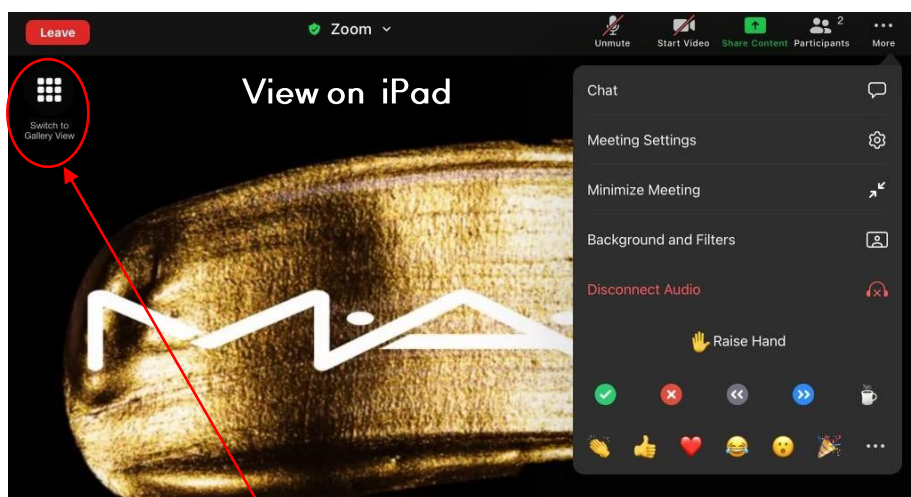 Leave
Zoom
2
Unmute
Start Video
Share Content
Participants
More
Switch to
Gallery View
View on iPad
Chat
Meeting Settings
Minimize Meeting
Background and Filters
Disconnect Audio
Raise Hand